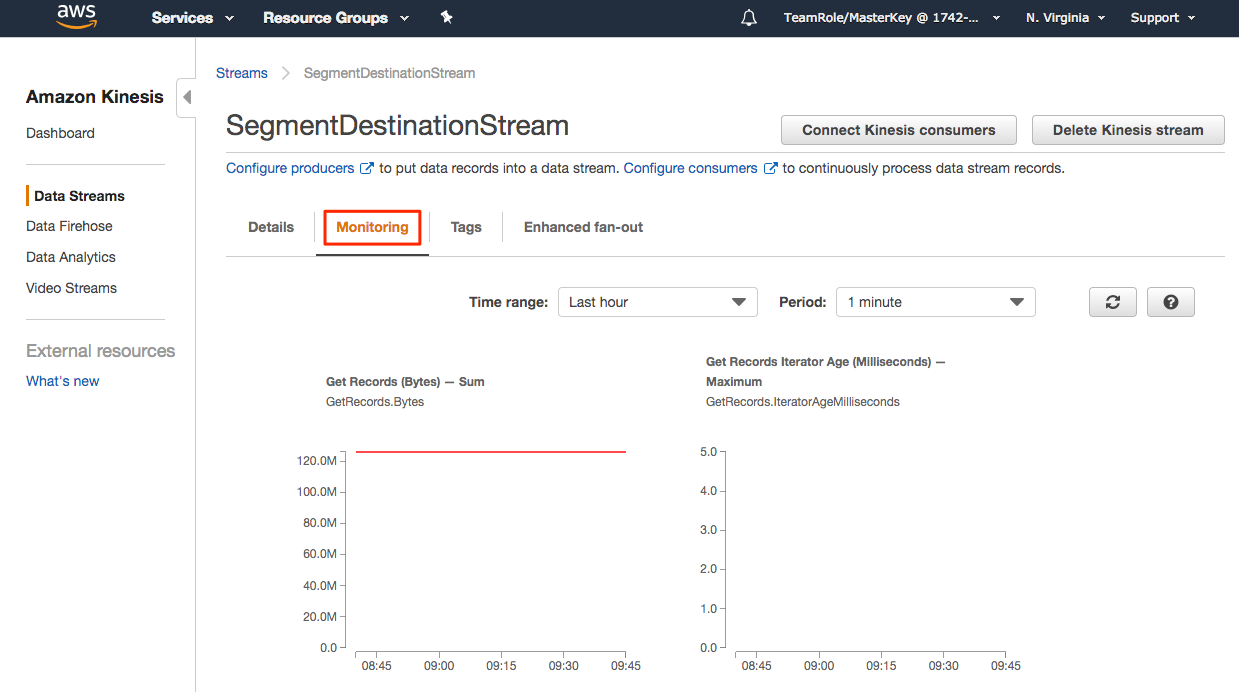 aws Services Resource Groups TeamRole/MasterKey @ 1742-... N. Virginia Support
Amazon Kinesis
Dashboard
Data Streams
Data Firehose
Data Analytics
Video Streams
External resources
What's new
Streams SegmentDestinationStream
SegmentDestinationStream
Connect Kinesis consumers Delete Kinesis stream
Configure producers to put data records into a data stream. Configure consumers to continuously process data stream records.
Details Monitoring Tags Enhanced fan-out
Time range: Last hour Period: 1 minute
Get Records (Bytes) — Sum
GetRecords.Bytes
120.0M
100.0M
80.0M
60.0M
40.0M
20.0M
0.0
08:45 09:00 09:15 09:30 09:45
Get Records Iterator Age (Milliseconds) —
Maximum
GetRecords.IteratorAgeMilliseconds
5.0
4.0
3.0
2.0
1.0
0.0
08:45 09:00 09:15 09:30 09:45